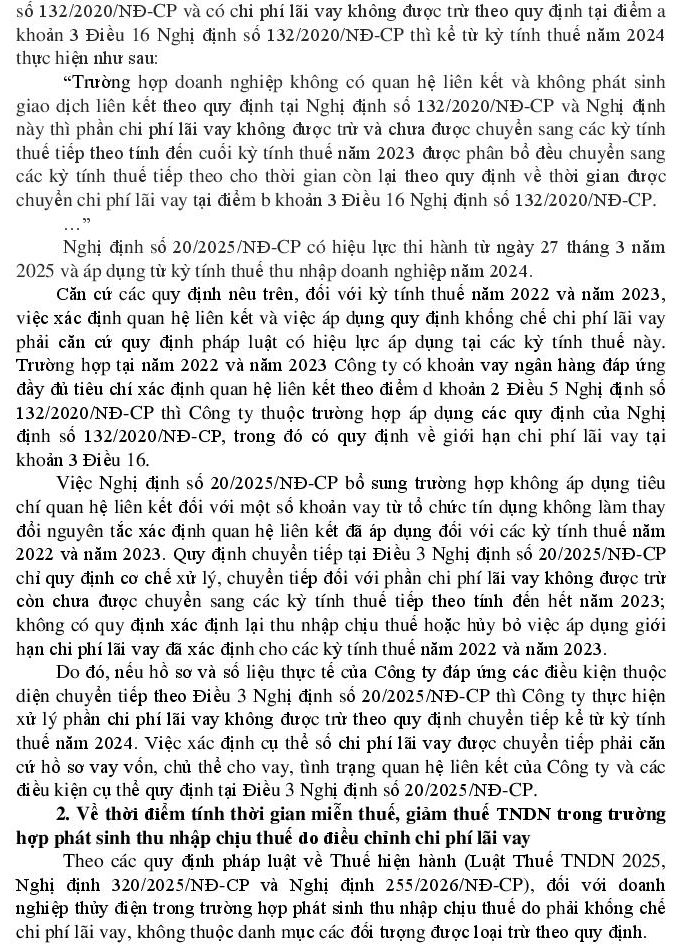 số 132/2020/NĐ-CP và có chi phí lãi vay không được trừ theo quy định tại điểm a
khoản 3 Điều 16 Nghị định số 132/2020/NĐ-CP thì kể từ kỳ tính thuế năm 2024
thực hiện như sau:
“Trường hợp doanh nghiệp không có quan hệ liên kết và không phát sinh
giao dịch liên kết theo quy định tại Nghị định số 132/2020/NĐ-CP và Nghị định
này thì phần chi phí lãi vay không được trừ và chưa được chuyển sang các kỳ tính
thuế tiếp theo tính đến cuối kỳ tính thuế năm 2023 được phân bổ đều chuyển sang
các kỳ tính thuế tiếp theo cho thời gian còn lại theo quy định về thời gian được
chuyển chi phí lãi vay tại điểm b khoản 3 Điều 16 Nghị định số 132/2020/NĐ-CP.
…”
Nghị định số 20/2025/NĐ-CP có hiệu lực thi hành từ ngày 27 tháng 3 năm
2025 và áp dụng từ kỳ tính thuế thu nhập doanh nghiệp năm 2024.
Căn cứ các quy định nêu trên, đối với kỳ tính thuế năm 2022 và năm 2023,
việc xác định quan hệ liên kết và việc áp dụng quy định khống chế chi phí lãi vay
phải căn cứ quy định pháp luật có hiệu lực áp dụng tại các kỳ tính thuế này.
Trường hợp tại năm 2022 và năm 2023 Công ty có khoản vay ngân hàng đáp ứng
đầy đủ tiêu chí xác định quan hệ liên kết theo điểm d khoản 2 Điều 5 Nghị định số
132/2020/NĐ-CP thì Công ty thuộc trường hợp áp dụng các quy định của Nghị
định số 132/2020/NĐ-CP, trong đó có quy định về giới hạn chi phí lãi vay tại
khoản 3 Điều 16.
Việc Nghị định số 20/2025/NĐ-CP bổ sung trường hợp không áp dụng tiêu
chí quan hệ liên kết đối với một số khoản vay từ tổ chức tín dụng không làm thay
đổi nguyên tắc xác định quan hệ liên kết đã áp dụng đối với các kỳ tính thuế năm
2022 và năm 2023. Quy định chuyển tiếp tại Điều 3 Nghị định số 20/2025/NĐ-CP
chỉ quy định cơ chế xử lý, chuyển tiếp đối với phần chi phí lãi vay không được trừ
còn chưa được chuyển sang các kỳ tính thuế tiếp theo tính đến hết năm 2023;
không có quy định xác định lại thu nhập chịu thuế hoặc hủy bỏ việc áp dụng giới
hạn chi phí lãi vay đã xác định cho các kỳ tính thuế năm 2022 và năm 2023.
Do đó, nếu hồ sơ và số liệu thực tế của Công ty đáp ứng các điều kiện thuộc
diện chuyển tiếp theo Điều 3 Nghị định số 20/2025/NĐ-CP thì Công ty thực hiện
xử lý phần chi phí lãi vay không được trừ theo quy định chuyển tiếp kể từ kỳ tính
thuế năm 2024. Việc xác định cụ thể số chi phí lãi vay được chuyển tiếp phải căn
cứ hồ sơ vay vốn, chủ thể cho vay, tình trạng quan hệ liên kết của Công ty và các
điều kiện cụ thể quy định tại Điều 3 Nghị định số 20/2025/NĐ-CP.
2. Về thời điểm tính thời gian miễn thuế, giảm thuế TNDN trong trường
hợp phát sinh thu nhập chịu thuế do điều chỉnh chi phí lãi vay
Theo các quy định pháp luật về Thuế hiện hành (Luật Thuế TNDN 2025,
Nghị định 320/2025/NĐ-CP và Nghị định 255/2026/NĐ-CP), đối với doanh
nghiệp thủy điện trong trường hợp phát sinh thu nhập chịu thuế do phải khống chế
chi phí lãi vay, không thuộc danh mục các đối tượng được loại trừ theo quy định.